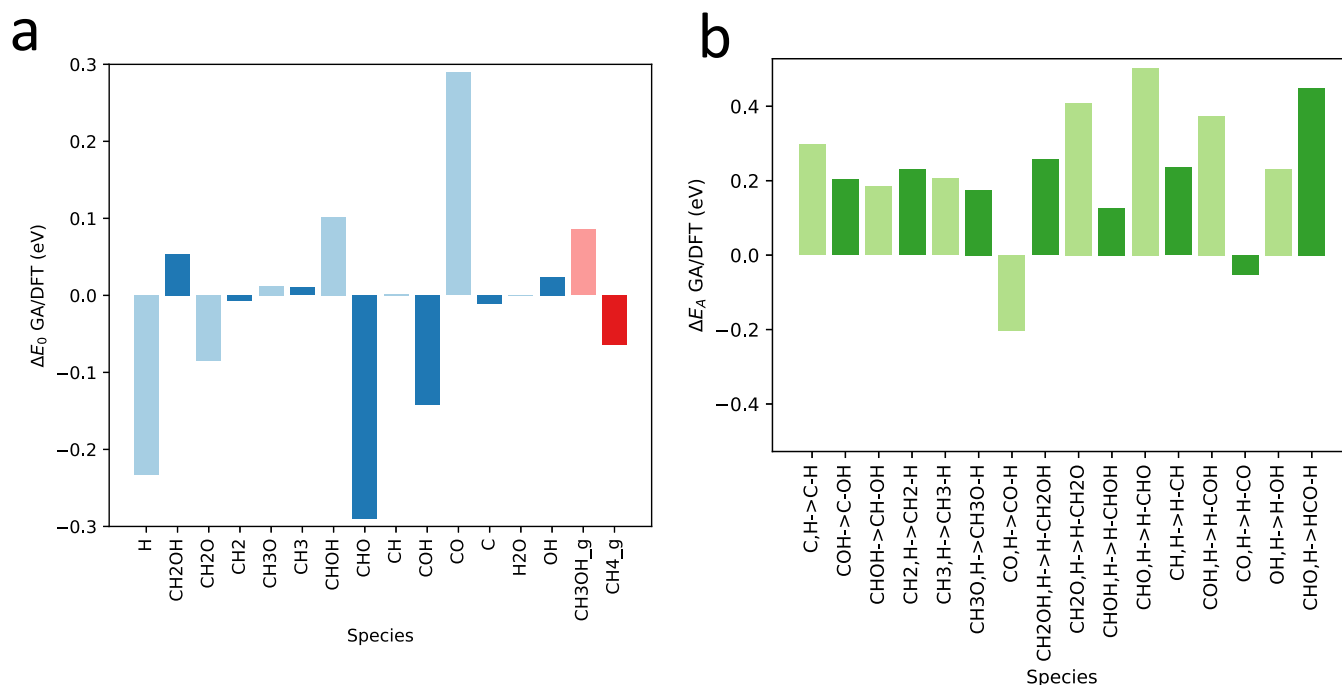 a
0.3
0.2
0.1
0.0
−0.1
−0.2
−0.3
ΔE0 GA/DFT (eV)
H
CH2OH
CH2O
CH2
CH3O
CH3
CHOH
CHO
CH
COH
CO
C
H2O
OH
CH3OH_g
CH4_g
Species
b
0.4
0.2
0.0
−0.2
−0.4
ΔEA GA/DFT (eV)
C,H->C-H
COH->C-OH
CHOH->CH-OH
CH2,H->CH2-H
CH3,H->CH3-H
CH3O,H->CH3O-H
CO,H->CO-H
CH2OH,H->H-CH2OH
CH2O,H->H-CH2O
CHOH,H->H-CHOH
CHO,H->H-CHO
CH,H->H-CH
COH,H->H-COH
CO,H->H-CO
OH,H->H-OH
CHO,H->HCO-H
Species